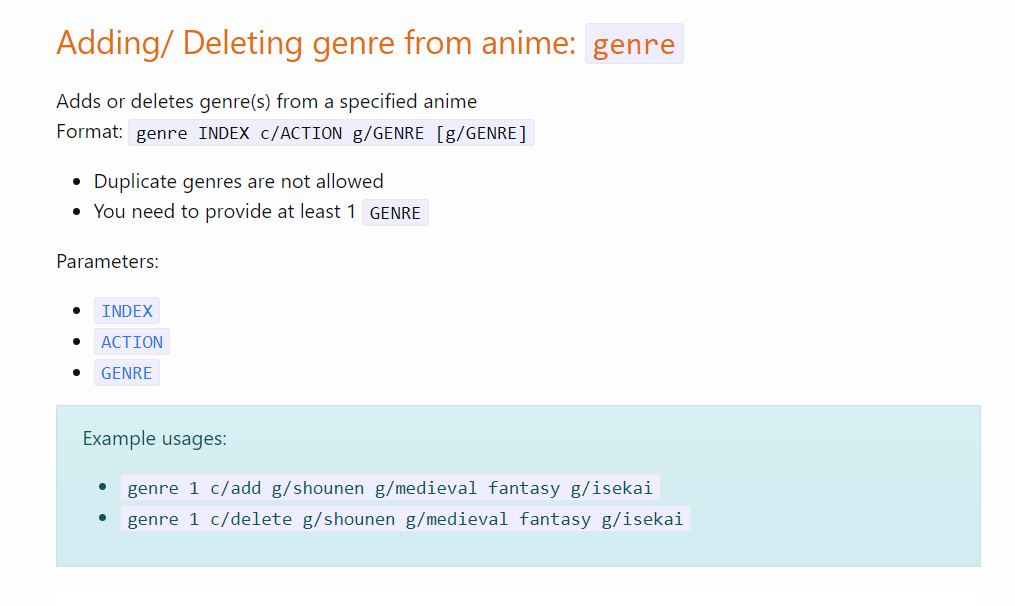 Adding/ Deleting genre from anime: genre
Adds or deletes genre(s) from a specified anime
Format: genre INDEX c/ACTION g/GENRE [g/GENRE]
Duplicate genres are not allowed
You need to provide at least 1 GENRE
Parameters:
INDEX
ACTION
GENRE
Example usages:
genre 1 c/add g/shounen g/medieval fantasy g/isekai
genre 1 c/delete g/shounen g/medieval fantasy g/isekai